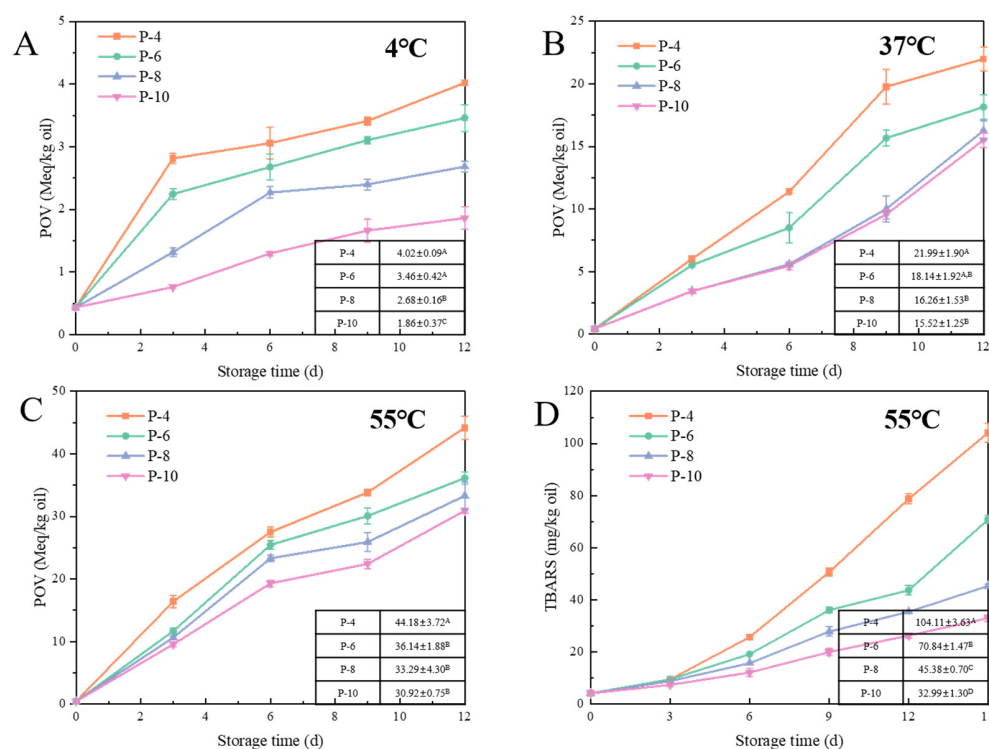 A
4°C
P-4
P-6
P-8
P-10
POV (Meq/kg oil)
5
4
3
2
1
0
P-4 4.02±0.09A
P-6 3.46±0.42A
P-8 2.68±0.16B
P-10 1.86±0.37C
0 2 4 6 8 10 12
Storage time (d)
B
37°C
P-4
P-6
P-8
P-10
POV (Meq/kg oil)
25
20
15
10
5
0
P-4 21.99±1.90A
P-6 18.14±1.92A,B
P-8 16.26±1.53B
P-10 15.52±1.25B
0 2 4 6 8 10 12
Storage time (d)
C
55°C
P-4
P-6
P-8
P-10
POV (Meq/kg oil)
50
40
30
20
10
0
P-4 44.18±3.72A
P-6 36.14±1.88B
P-8 33.29±4.30B
P-10 30.92±0.75B
0 2 4 6 8 10 12
Storage time (d)
D
55°C
P-4
P-6
P-8
P-10
TBARS (mg/kg oil)
120
100
80
60
40
20
0
P-4 104.11±3.63A
P-6 70.84±1.47B
P-8 45.38±0.70C
P-10 32.99±1.30D
0 3 6 9 12
Storage time (d)